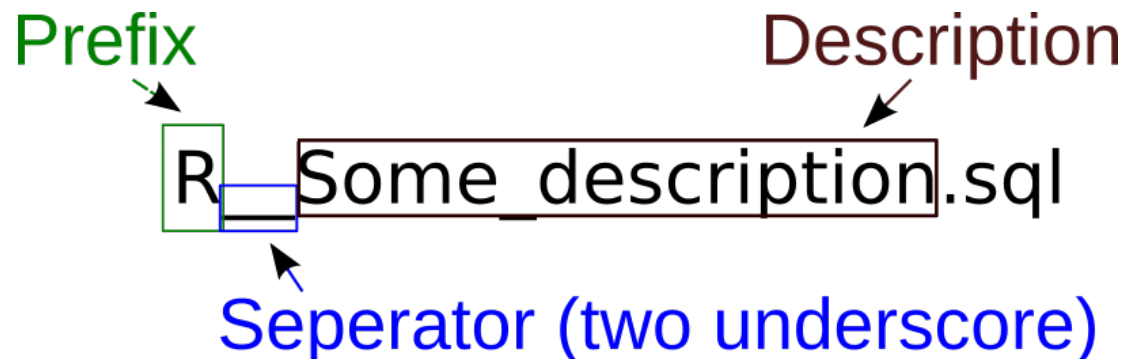 Prefix
Description
R__Some_description.sql
Seperator (two underscore)